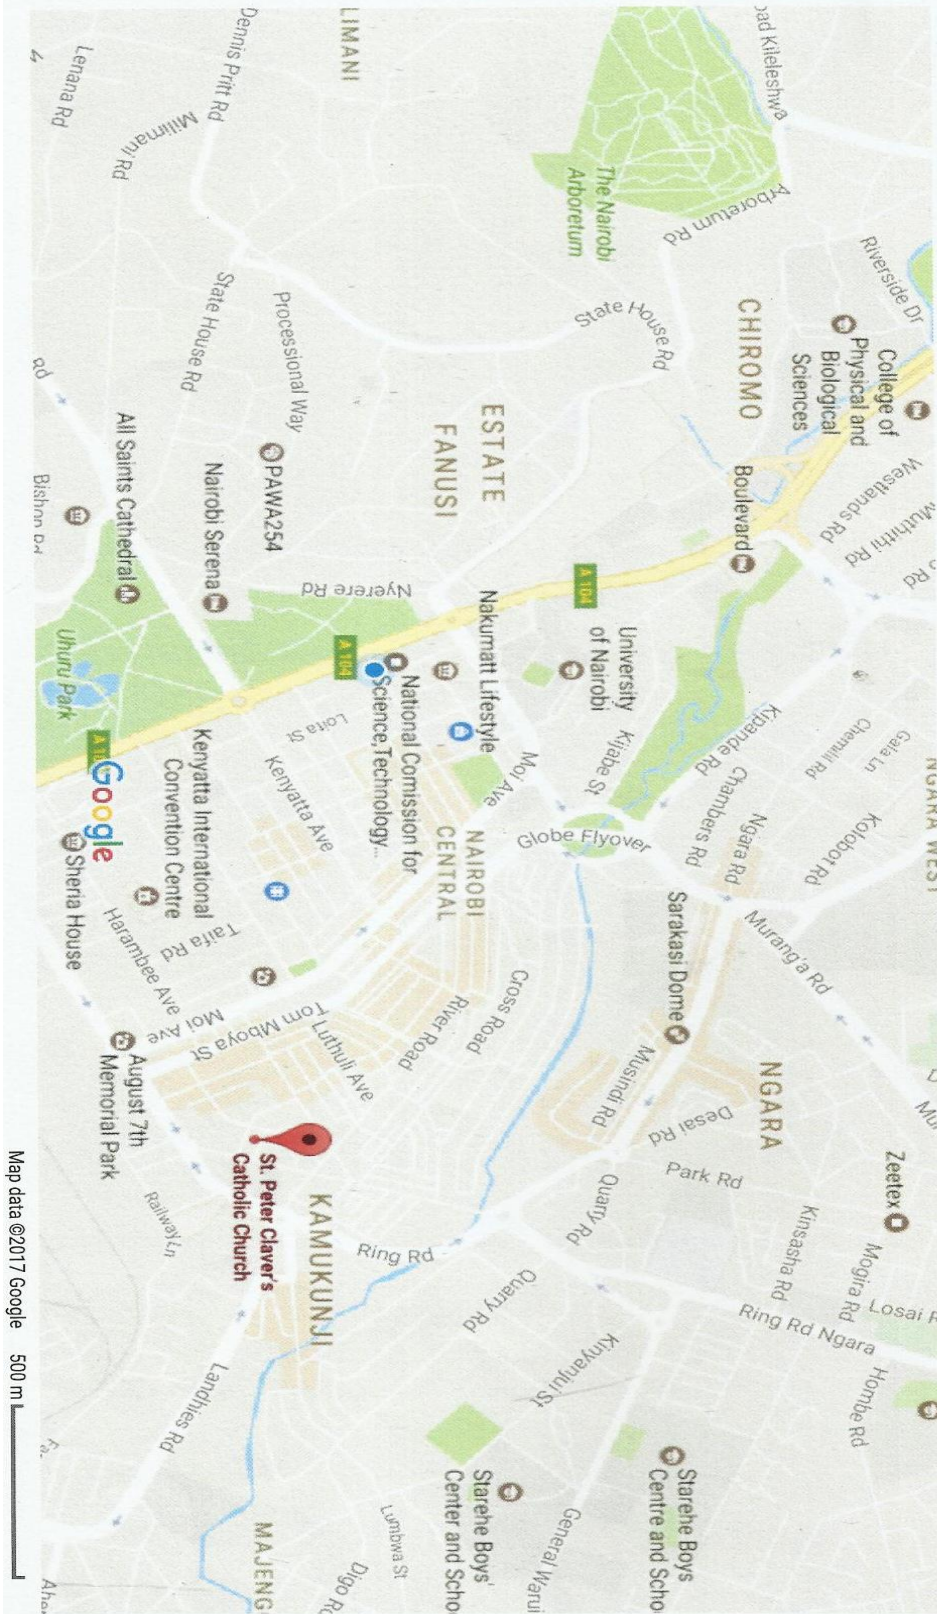 LIMANI
Dennis Pritt Rd
Lenana Rd
Milimani Rd
State House Rd
Processional Way
The Nairobi
Arboretum
Arboretum Rd
State House Rd
Riverside Dr
CHIROMO
College of
Physical and
Biological
Sciences
Westlands Rd
Muthithi Rd
Boulevard
ESTATE
FANUSI
PAWA254
Nairobi Serena
All Saints Cathedral
Uhuru Park
Nyerere Rd
A 104
A 104
University
of Nairobi
Nakumatt Lifestyle
National Comission for
Science,Technology...
Loita St
Kenyatta Ave
Kenyatta International
Convention Centre
Google
Sheria House
Harambee Ave
Taifa Rd
Moi Ave
Kijabe St
Moi Ave
Globe Flyover
Kipande Rd
Chambers Rd
Ngara Rd
Chemilil Rd
Gala Ln
Kolobot Rd
NGARA WEST
NAIROBI
CENTRAL
Murang'a Rd
Sarakasi Dome
Cross Road
River Road
Luthuli Ave
Tom Mboya St
August 7th
Memorial Park
Musindi Rd
Desai Rd
NGARA
Park Rd
Zeetex
St. Peter Claver's
Catholic Church
KAMUKUNJI
Railway Ln
Ring Rd
Quarry Rd
Quarry Rd
Kinsasha Rd
Mogira Rd
Losai R
Ring Rd Ngara
Hombe Rd
Kinyanjui St
Landhies Rd
Starehe Boys
Centre and Scho
Starehe Boys'
Center and Scho
General Warui
Lumbwa St
Digo R
MAJENG
Map data ©2017 Google
500 m